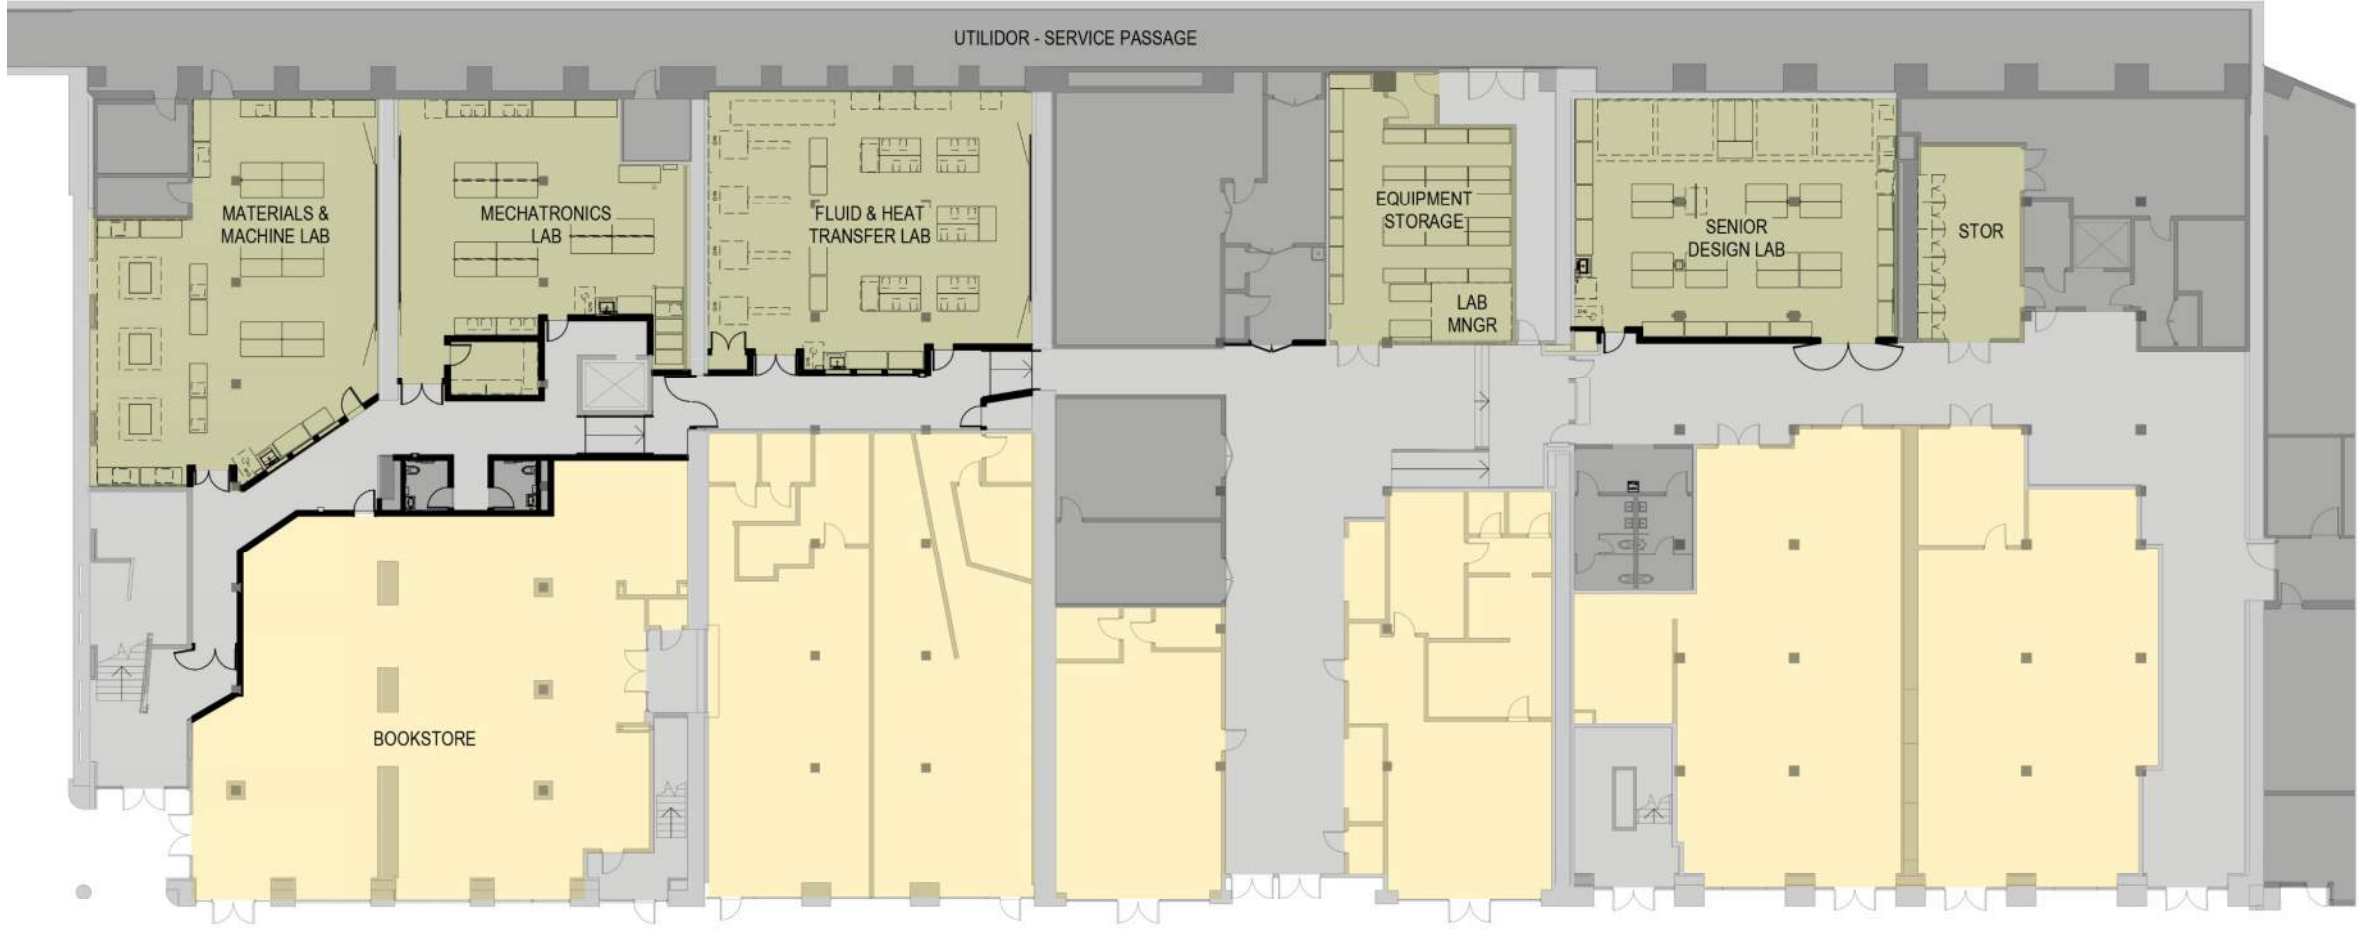 UTILIDOR - SERVICE PASSAGE
MATERIALS &
MACHINE LAB
MECHATRONICS
LAB
FLUID & HEAT
TRANSFER LAB
EQUIPMENT
STORAGE
LAB
MNGR
SENIOR
DESIGN LAB
STOR
BOOKSTORE